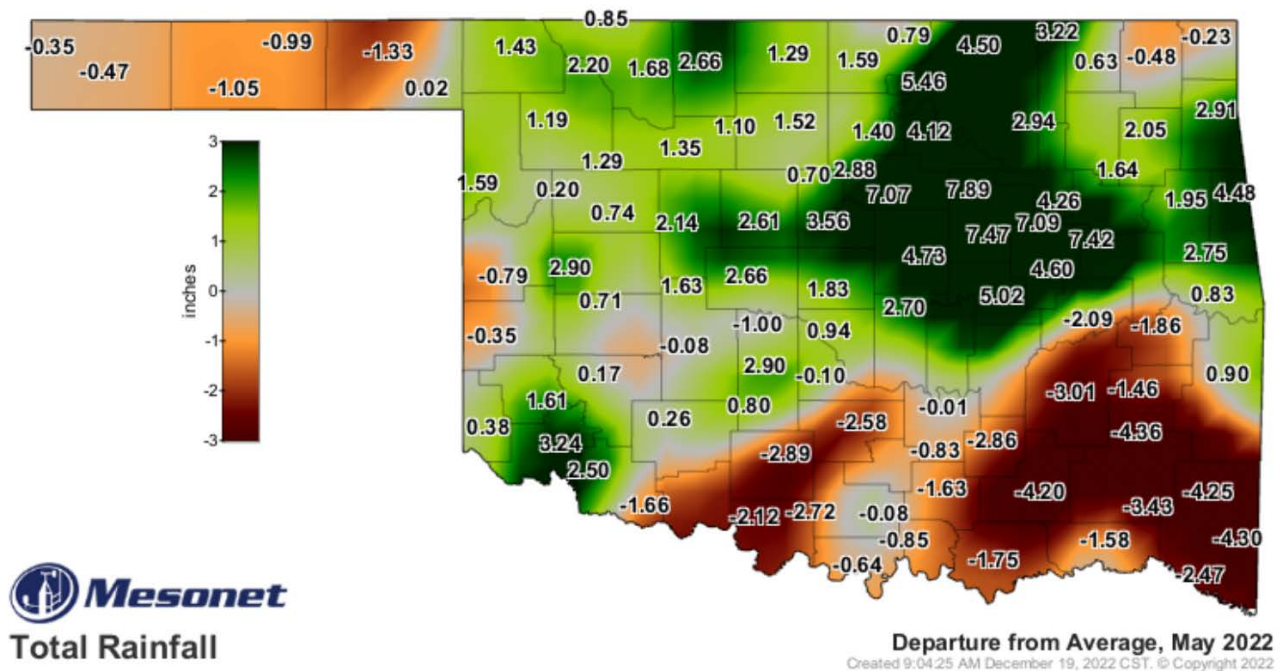 0.85
-0.35 -0.99 -1.33 1.43 0.79 4.50 3.22 -0.23
-0.47 2.20 1.68 2.66 1.29 1.59 0.63 -0.48
-1.05 0.02 5.46
1.19 1.10 1.52 1.40 4.12 2.94 2.05 2.91
3
1.29 1.35 0.70 2.88 1.64
2
1.59 0.20 7.07 7.89 4.26 1.95 4.48
0.74 2.14 2.61 3.56 7.47 7.09 7.42
1
-0.79 2.90 1.63 2.66 1.83 4.73 4.60 2.75
inches
0
0.71 2.70 5.02 0.83
-0.35 -0.08 -1.00 0.94 -2.09 -1.86
-1
0.17 2.90 -0.10 0.90
-2
1.61 0.80 -0.01 -3.01 -1.46
0.38 0.26 -2.58 -4.36
-3
3.24 -2.89 -0.83 -2.86
2.50 -1.63 -4.20 -4.25
-1.66 -2.12 -2.72 -0.08 -3.43
-0.85 -1.58 -4.30
-0.64 -1.75 -2.47
Mesonet
Total Rainfall
Departure from Average, May 2022
Created 9:04:25 AM December 19, 2022 CST. © Copyright 2022